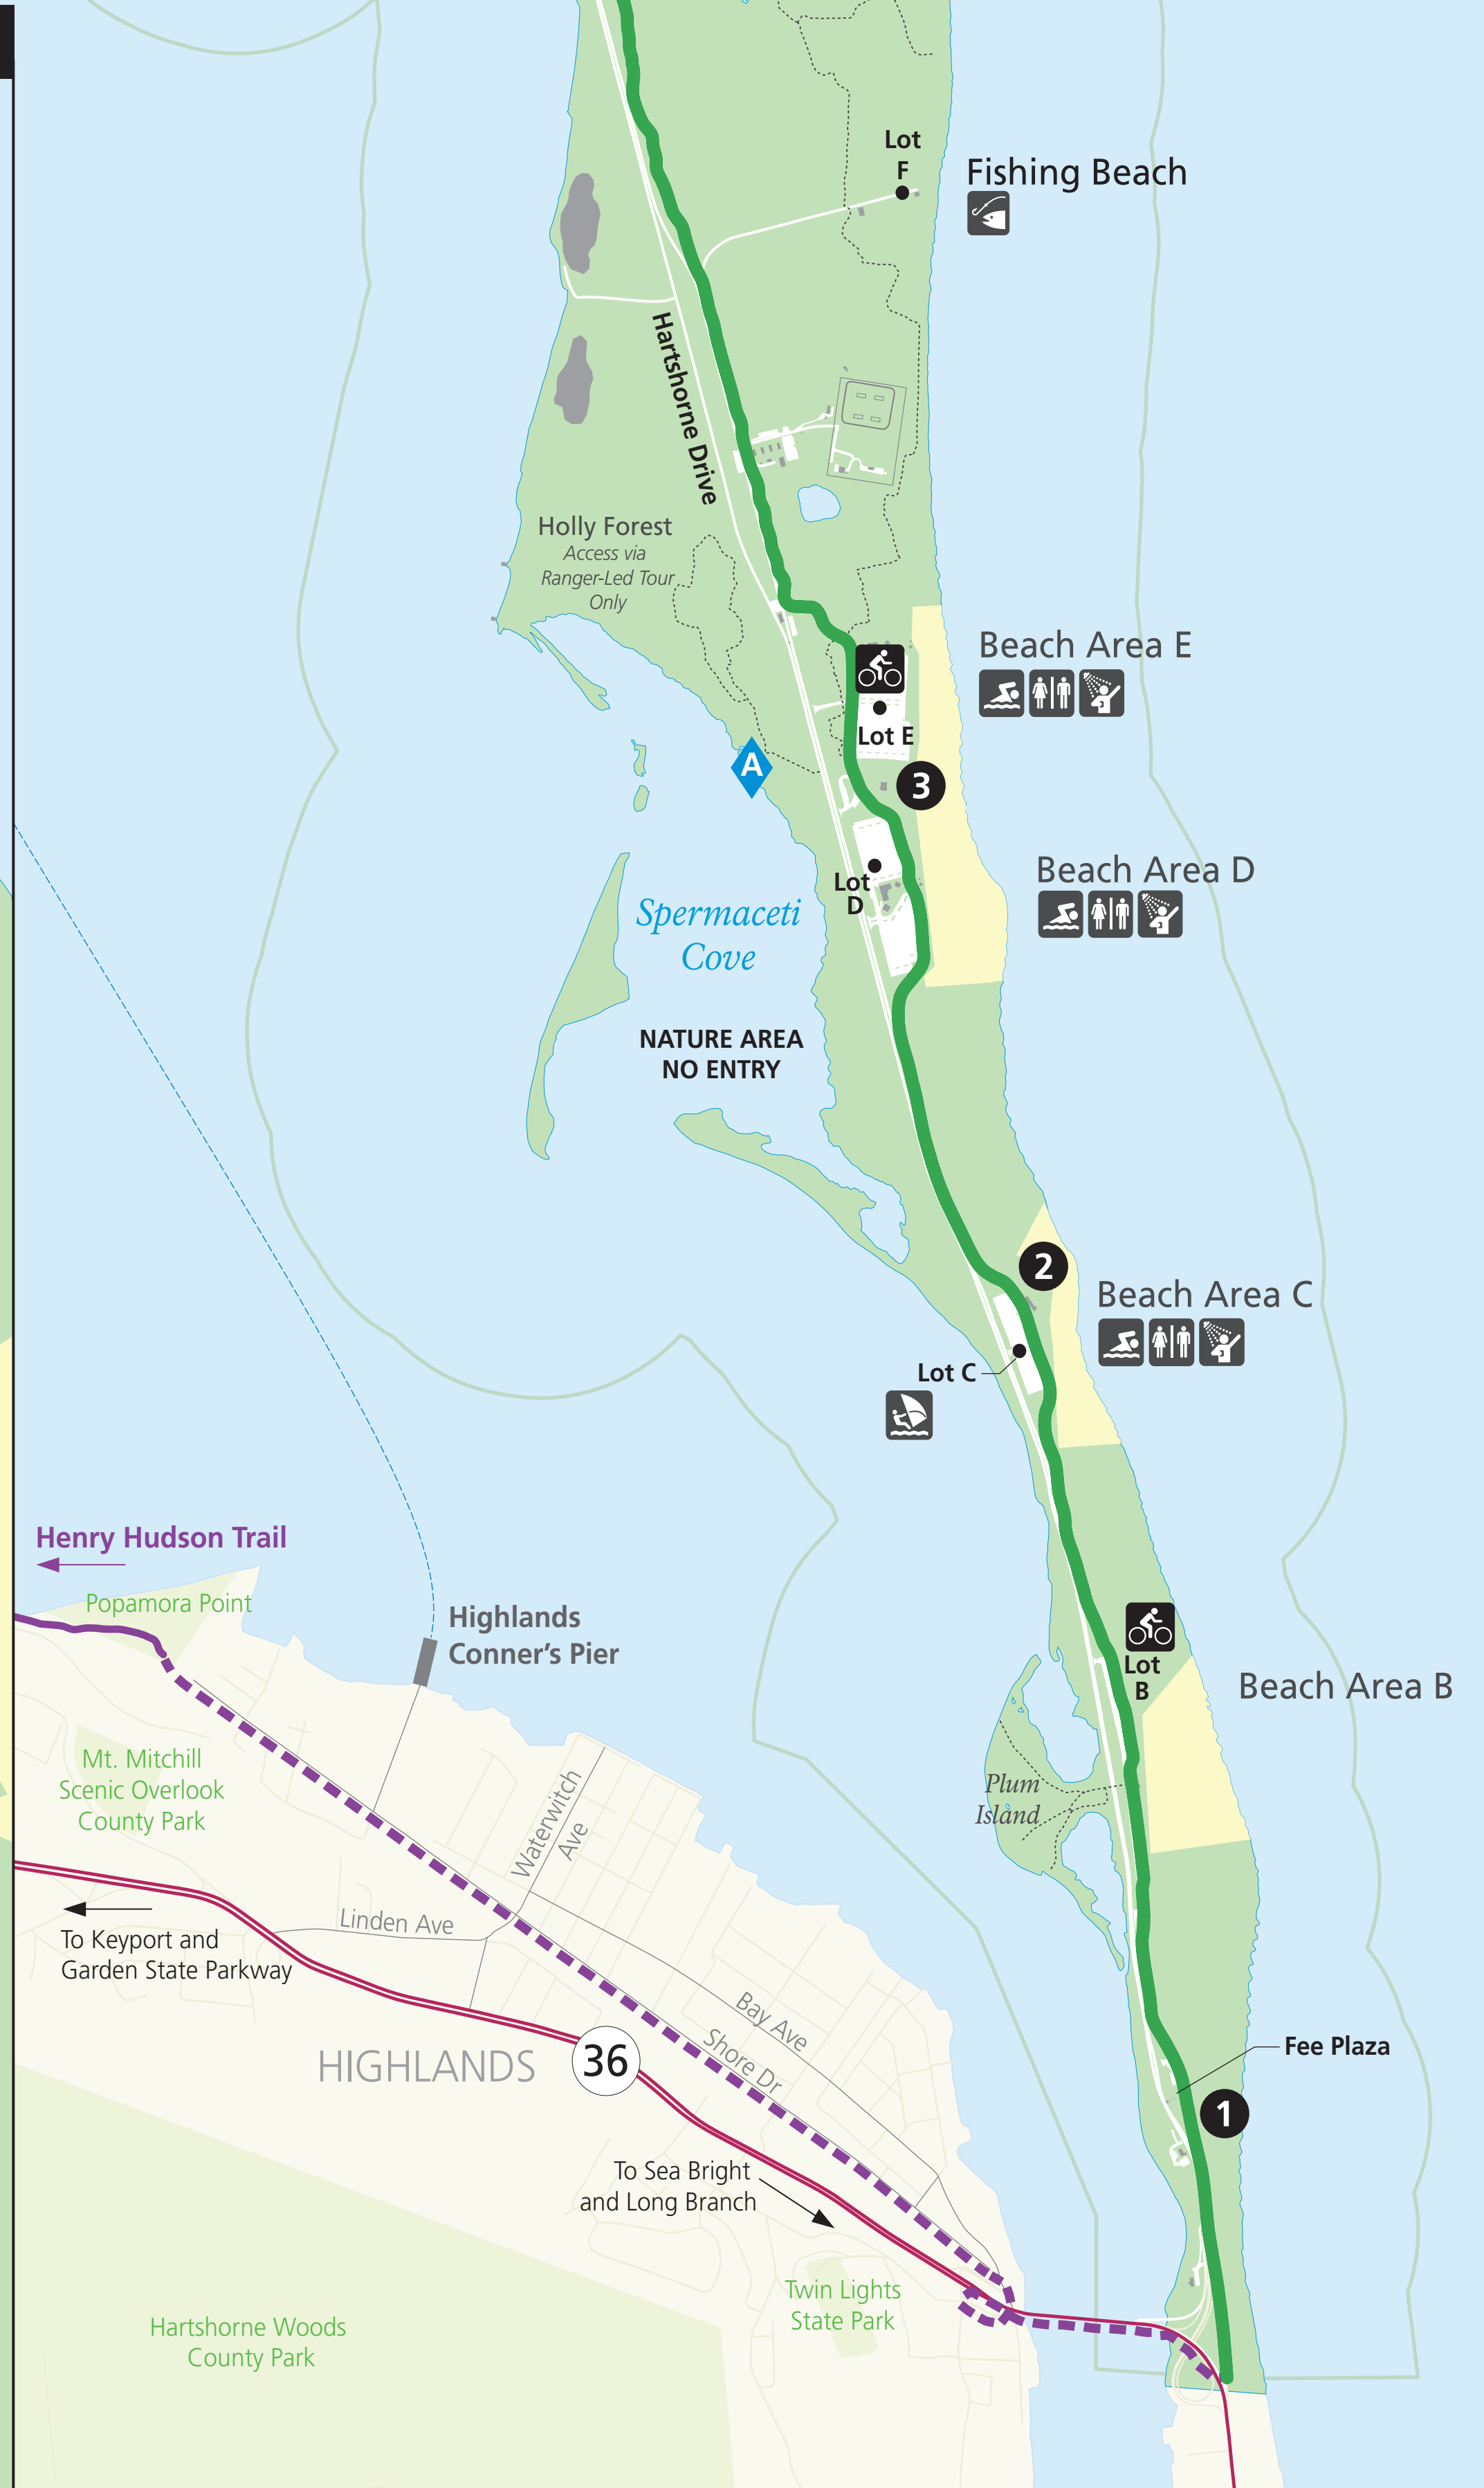 Lot
F
Fishing Beach
Hartshorne Drive
Holly Forest
Access via
Ranger-Led Tour
Only
Beach Area E
Lot E
A
3
Lot
D
Beach Area D
Spermaceti
Cove
NATURE AREA
NO ENTRY
2
Beach Area C
Lot C
Henry Hudson Trail
Popamora Point
Highlands
Conner's Pier
Lot
B
Beach Area B
Mt. Mitchill
Scenic Overlook
County Park
Waterwitch
Ave
Plum
Island
Linden Ave
To Keyport and
Garden State Parkway
Bay Ave
Shore Dr
HIGHLANDS
36
Fee Plaza
1
To Sea Bright
and Long Branch
Twin Lights
State Park
Hartshorne Woods
County Park